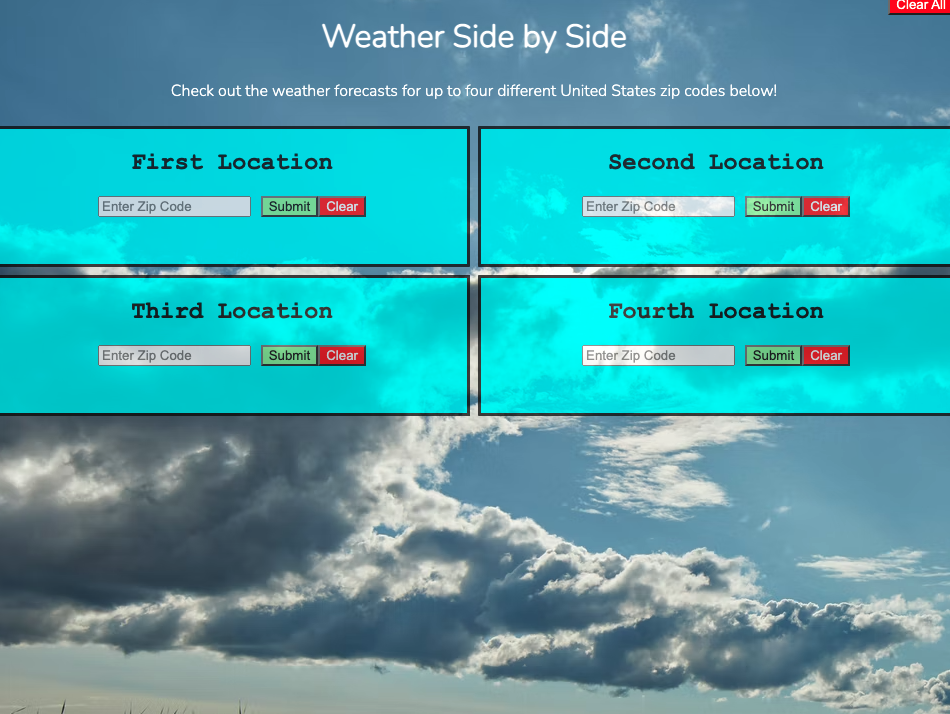 Clear All
Weather Side by Side
Check out the weather forecasts for up to four different United States zip codes below!
First Location
Enter Zip Code Submit Clear
Second Location
Enter Zip Code Submit Clear
Third Location
Enter Zip Code Submit Clear
Fourth Location
Enter Zip Code Submit Clear